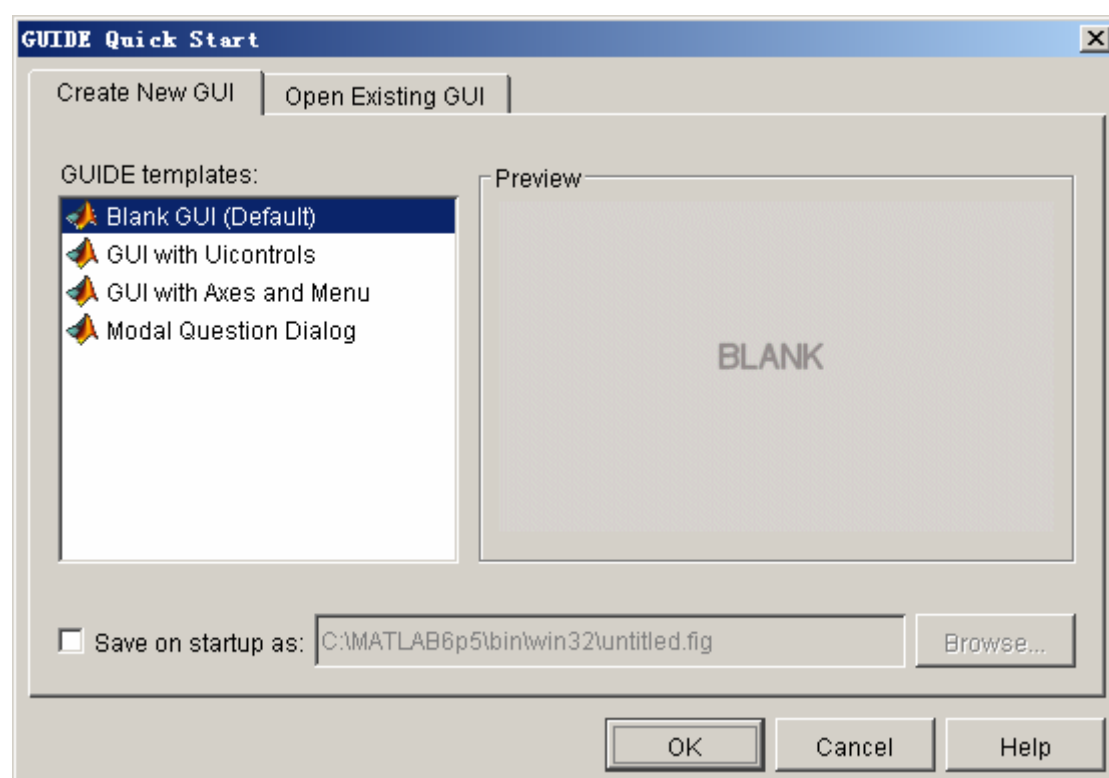 GUIDE Quick Start
Create New GUI
Open Existing GUI
GUIDE templates:
Blank GUI (Default)
GUI with Uicontrols
GUI with Axes and Menu
Modal Question Dialog
Preview
BLANK
Save on startup as:
C:\MATLAB6p5\bin\win32\untitled.fig
Browse...
OK
Cancel
Help